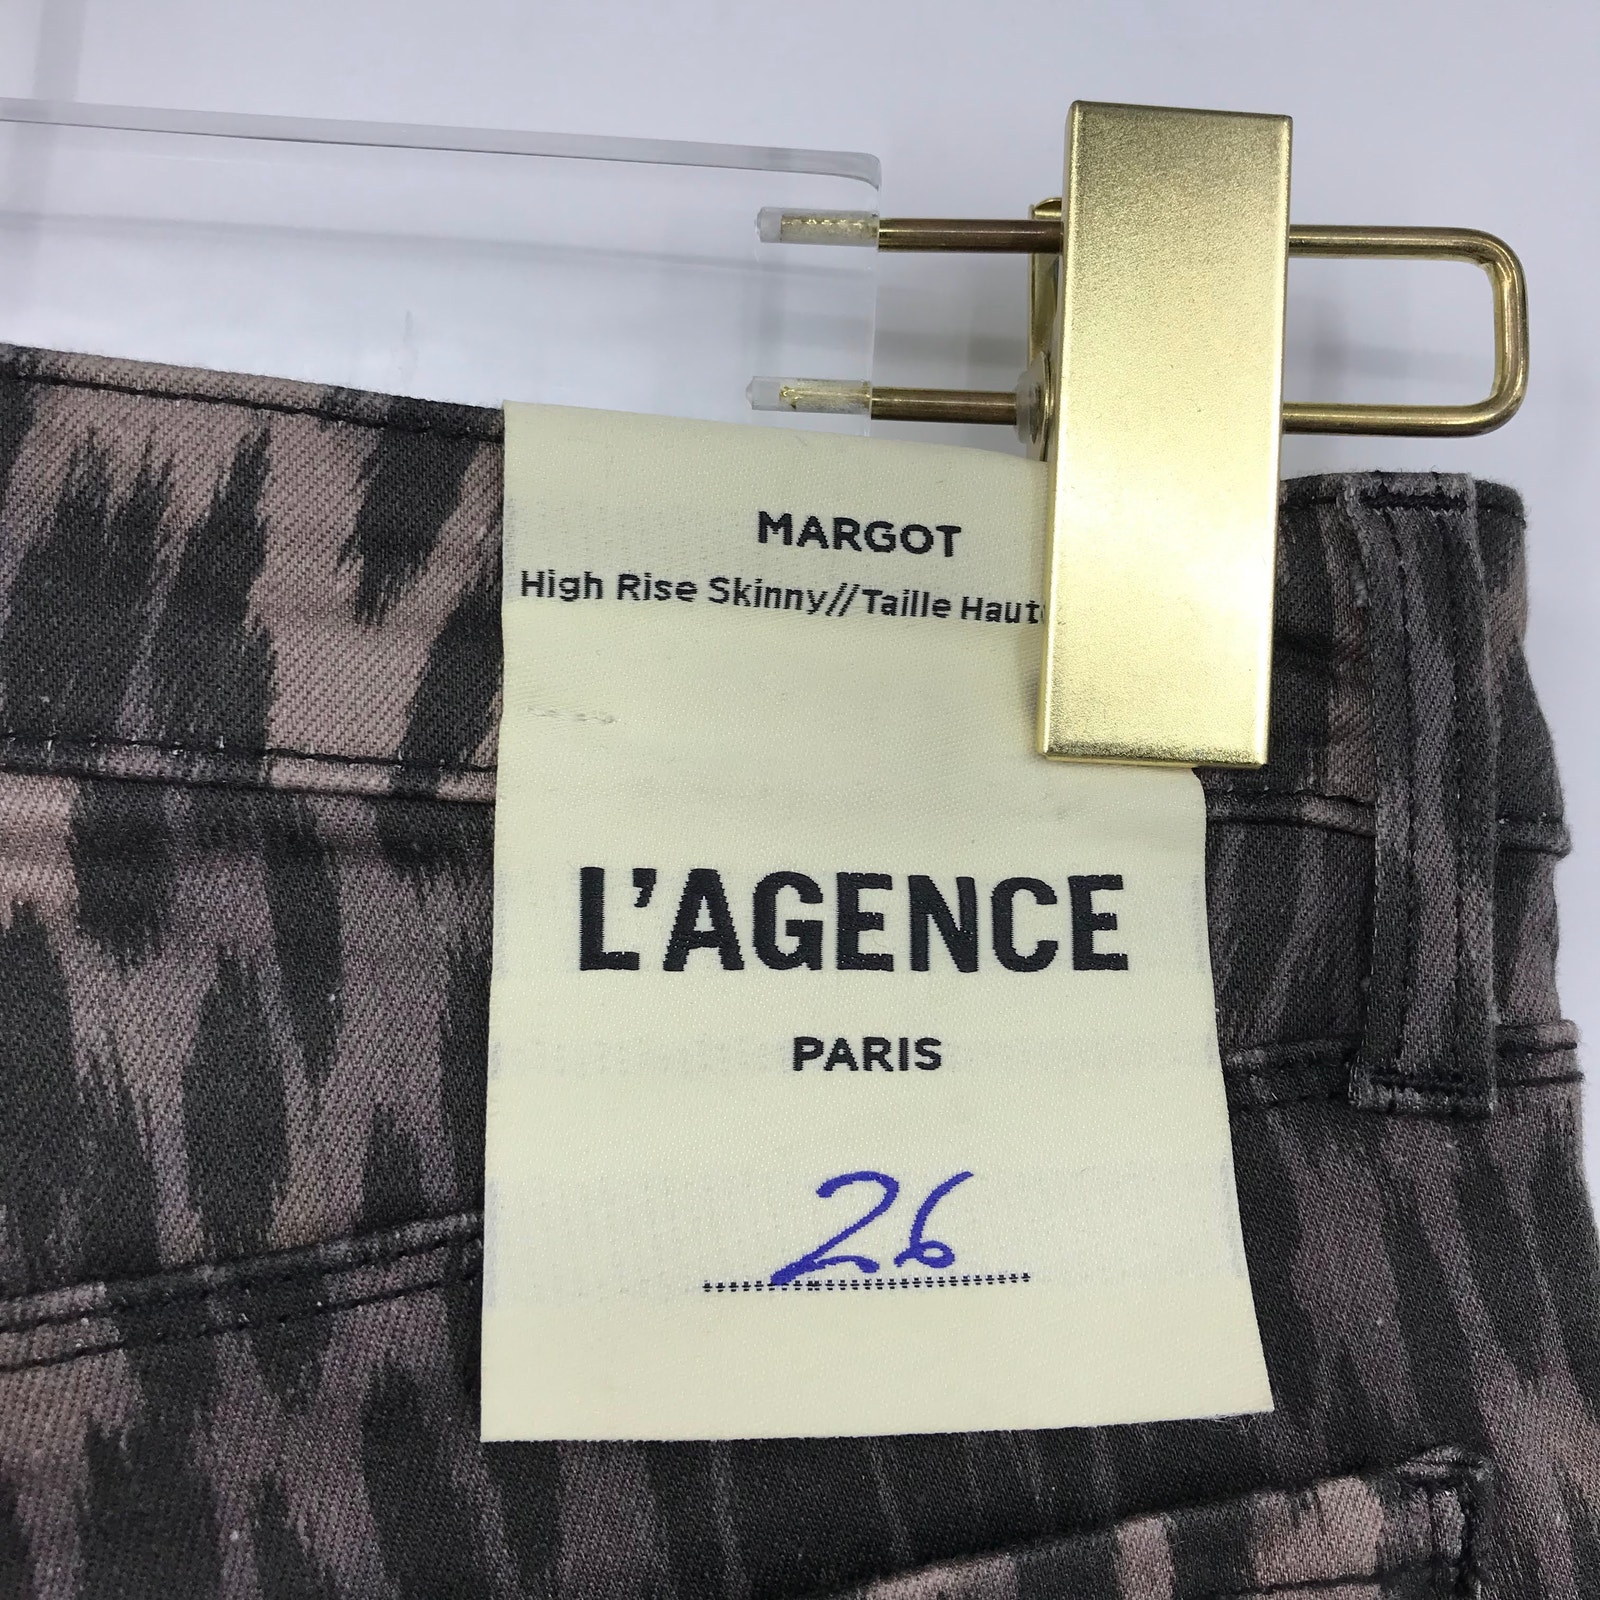 MARGOT
High Rise Skinny//Taille Haut
L'AGENCE
PARIS
26